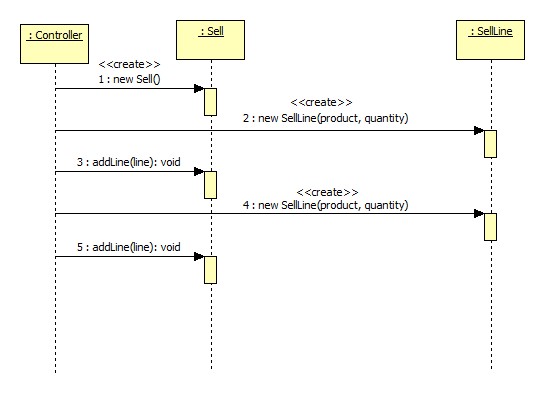 : Controller
: Sell
: SellLine
<<create>>
1 : new Sell()
<<create>>
2 : new SellLine(product, quantity)
3 : addLine(line): void
<<create>>
4 : new SellLine(product, quantity)
5 : addLine(line): void